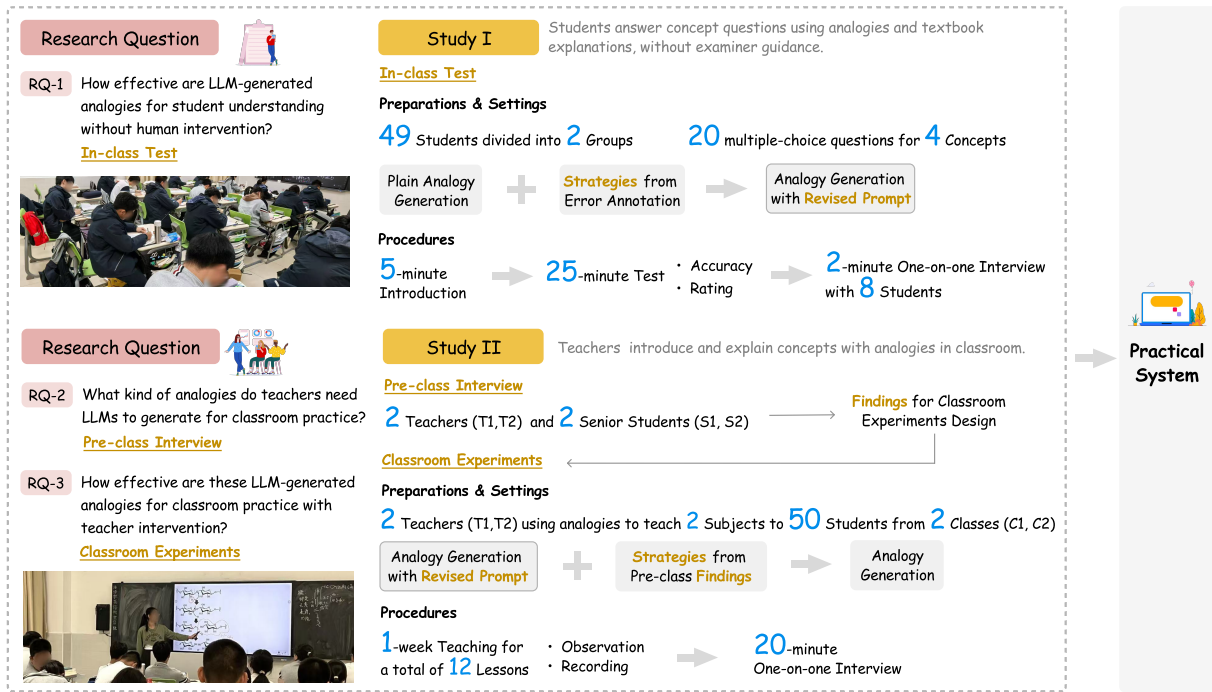 Research Question
RQ-1
How effective are LLM-generated
analogies for student understanding
without human intervention?
In-class Test
Study I
Students answer concept questions using analogies and textbook
explanations, without examiner guidance.
In-class Test
Preparations & Settings
49 Students divided into 2 Groups
20 multiple-choice questions for 4 Concepts
Plain Analogy
Generation
Strategies from
Error Annotation
Analogy Generation
with Revised Prompt
Procedures
5-minute
Introduction
25-minute Test
· Accuracy
· Rating
2-minute One-on-one Interview
with 8 Students
Research Question
RQ-2
What kind of analogies do teachers need
LLMs to generate for classroom practice?
Pre-class Interview
RQ-3
How effective are these LLM-generated
analogies for classroom practice with
teacher intervention?
Classroom Experiments
Study II
Teachers introduce and explain concepts with analogies in classroom.
Pre-class Interview
2 Teachers (T1,T2) and 2 Senior Students (S1, S2)
Findings for Classroom
Experiments Design
Classroom Experiments
Preparations & Settings
2 Teachers (T1,T2) using analogies to teach 2 Subjects to 50 Students from 2 Classes (C1, C2)
Analogy Generation
with Revised Prompt
Strategies from
Pre-class Findings
Analogy
Generation
Procedures
1-week Teaching for
a total of 12 Lessons
· Observation
· Recording
20-minute
One-on-one Interview
Practical
System